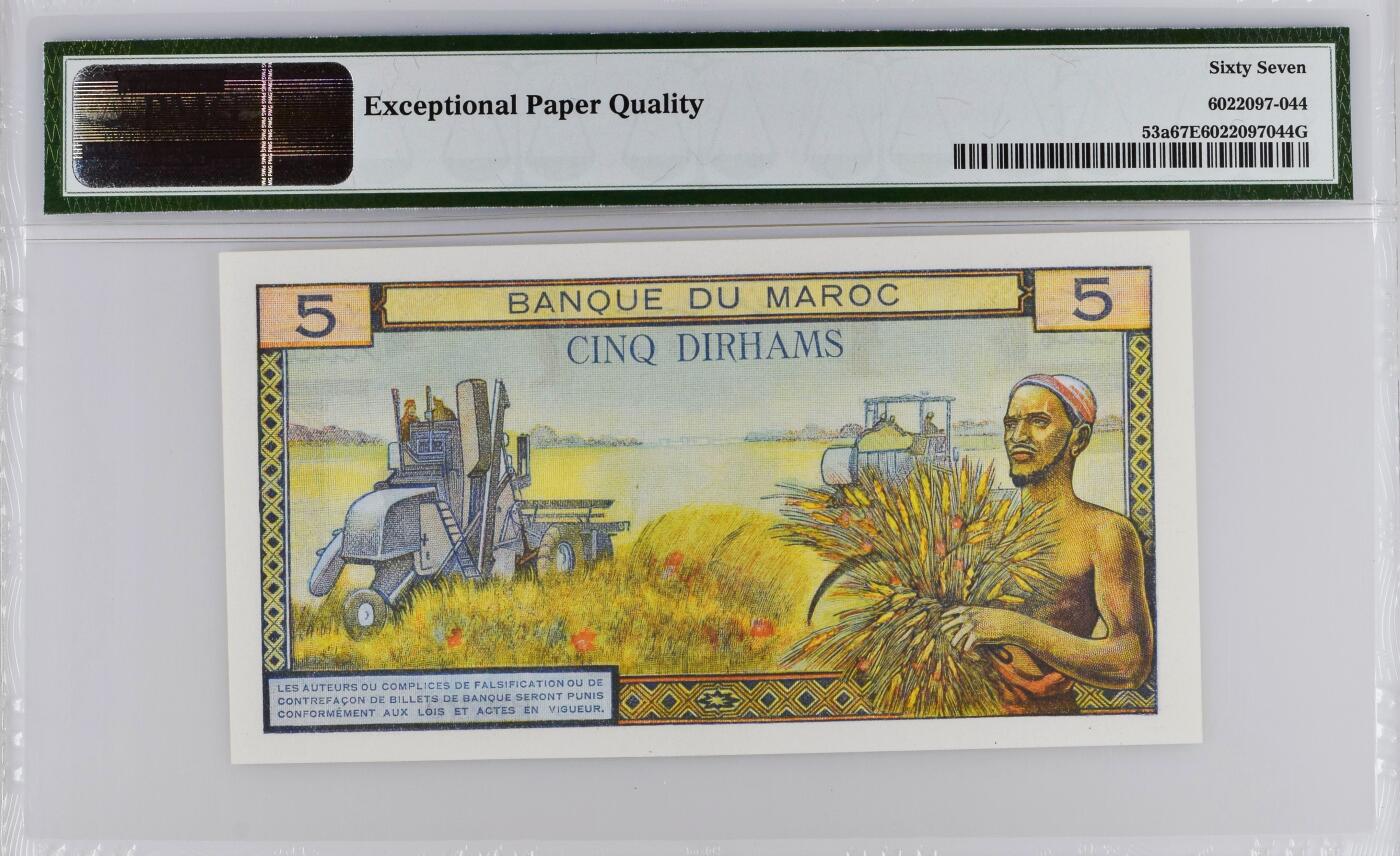 Exceptional Paper Quality
Sixty Seven
6022097-044
53a67E6022097044G
5 BANQUE DU MAROC 5
CINQ DIRHAMS
LES AUTEURS OU COMPLICES DE FALSIFICATION OU DE
CONTREFAÇON DE BILLETS DE BANQUE SERONT PUNIS
CONFORMÉMENT AUX LOIS ET ACTES EN VIGUEUR.